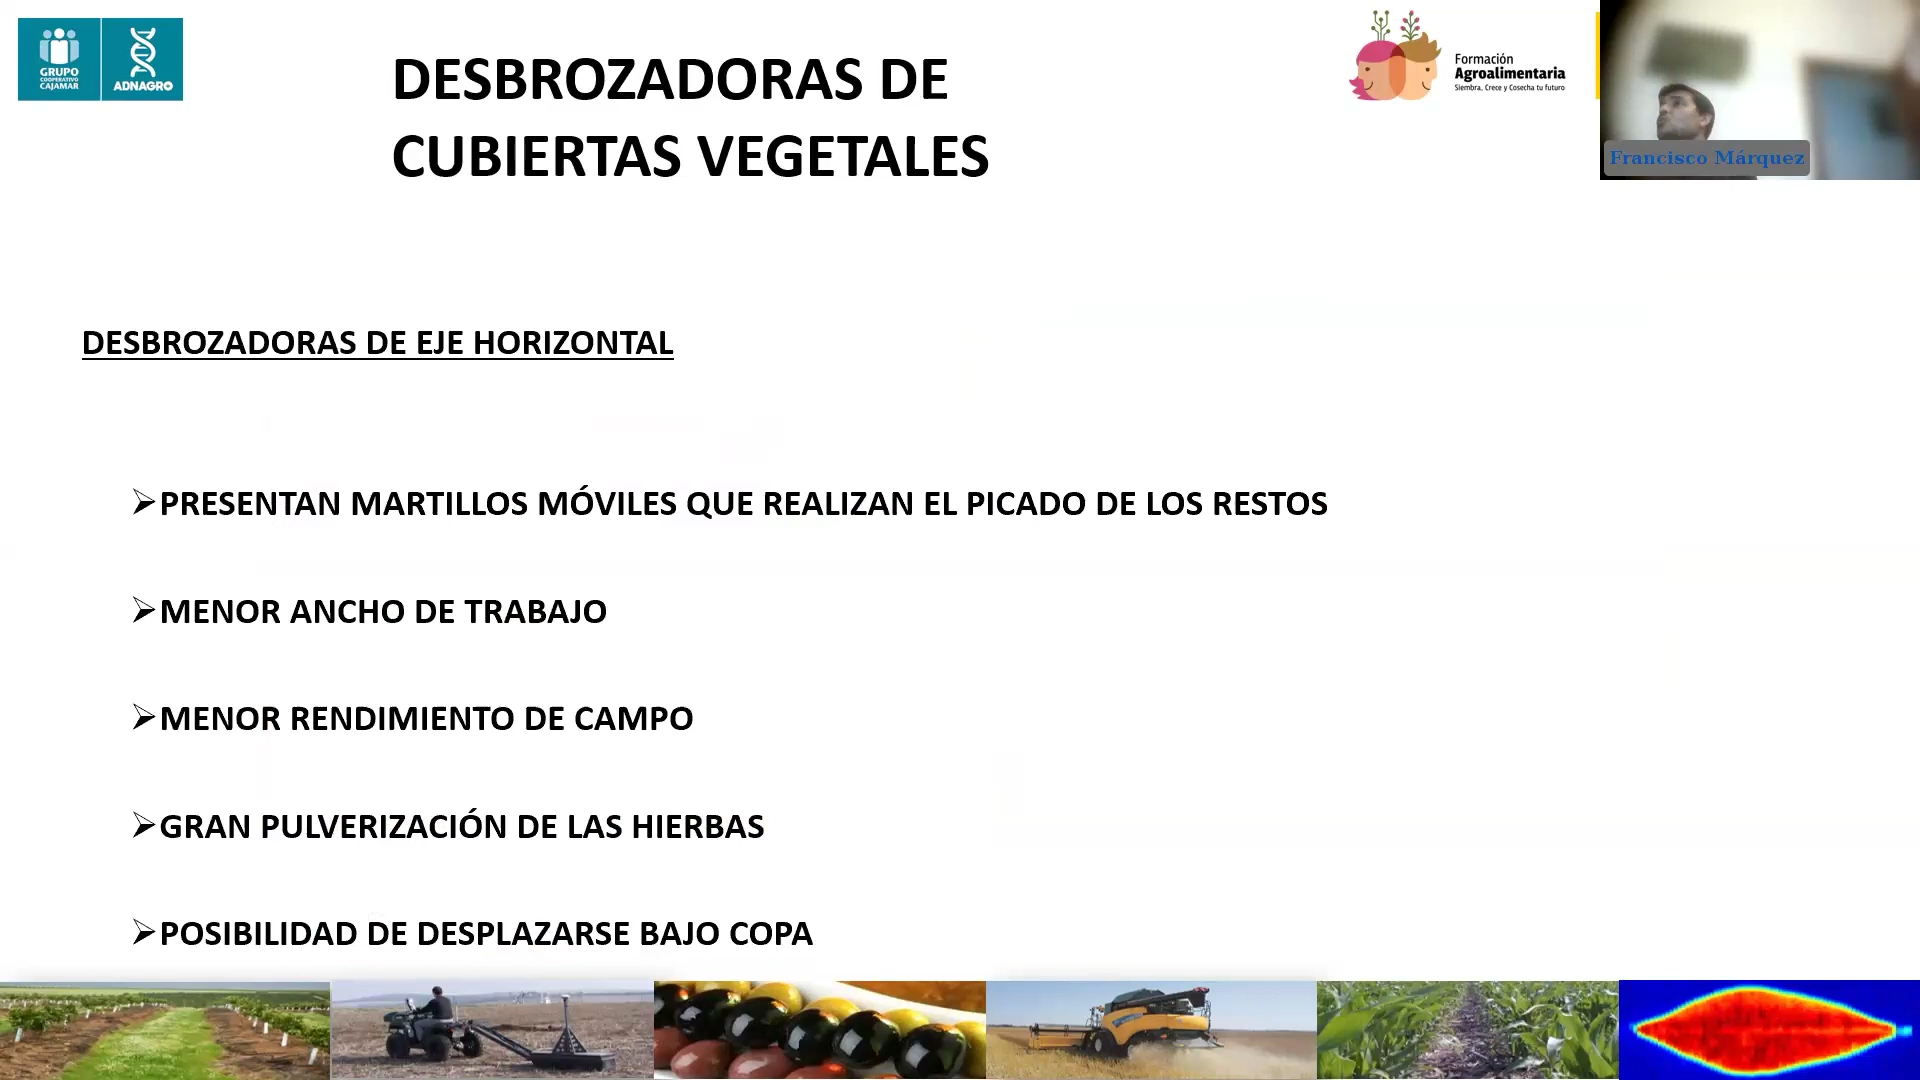 GRUPO
COOPERATIVO
CAJAMAR
ADNAGRO
DESBROZADORAS DE
CUBIERTAS VEGETALES
Formación
Agroalimentaria
Siembra, Crece y Cosecha tu futuro
Francisco Márquez
DESBROZADORAS DE EJE HORIZONTAL
PRESENTAN MARTILLOS MÓVILES QUE REALIZAN EL PICADO DE LOS RESTOS
MENOR ANCHO DE TRABAJO
MENOR RENDIMIENTO DE CAMPO
GRAN PULVERIZACIÓN DE LAS HIERBAS
POSIBILIDAD DE DESPLAZARSE BAJO COPA